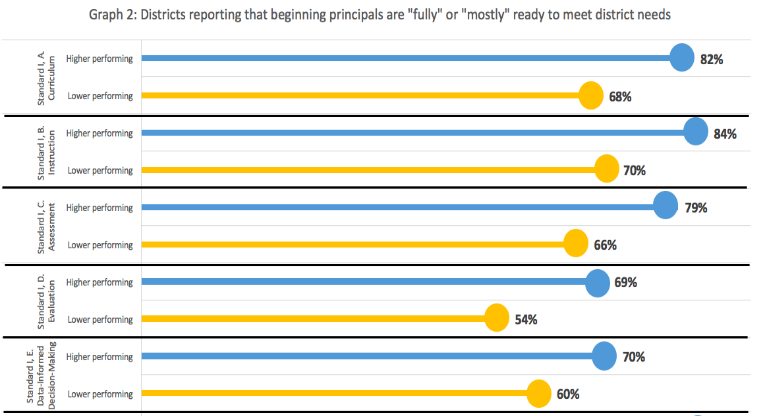 Graph 2: Districts reporting that beginning principals are "fully" or "mostly" ready to meet district needs
Standard I, A.
Curriculum
Higher performing
82%
Lower performing
68%
Standard I, B.
Instruction
Higher performing
84%
Lower performing
70%
Standard I, C.
Assessment
Higher performing
79%
Lower performing
66%
Standard I, D.
Evaluation
Higher performing
69%
Lower performing
54%
Standard I, E.
Data-Informed
Decision-Making
Higher performing
70%
Lower performing
60%